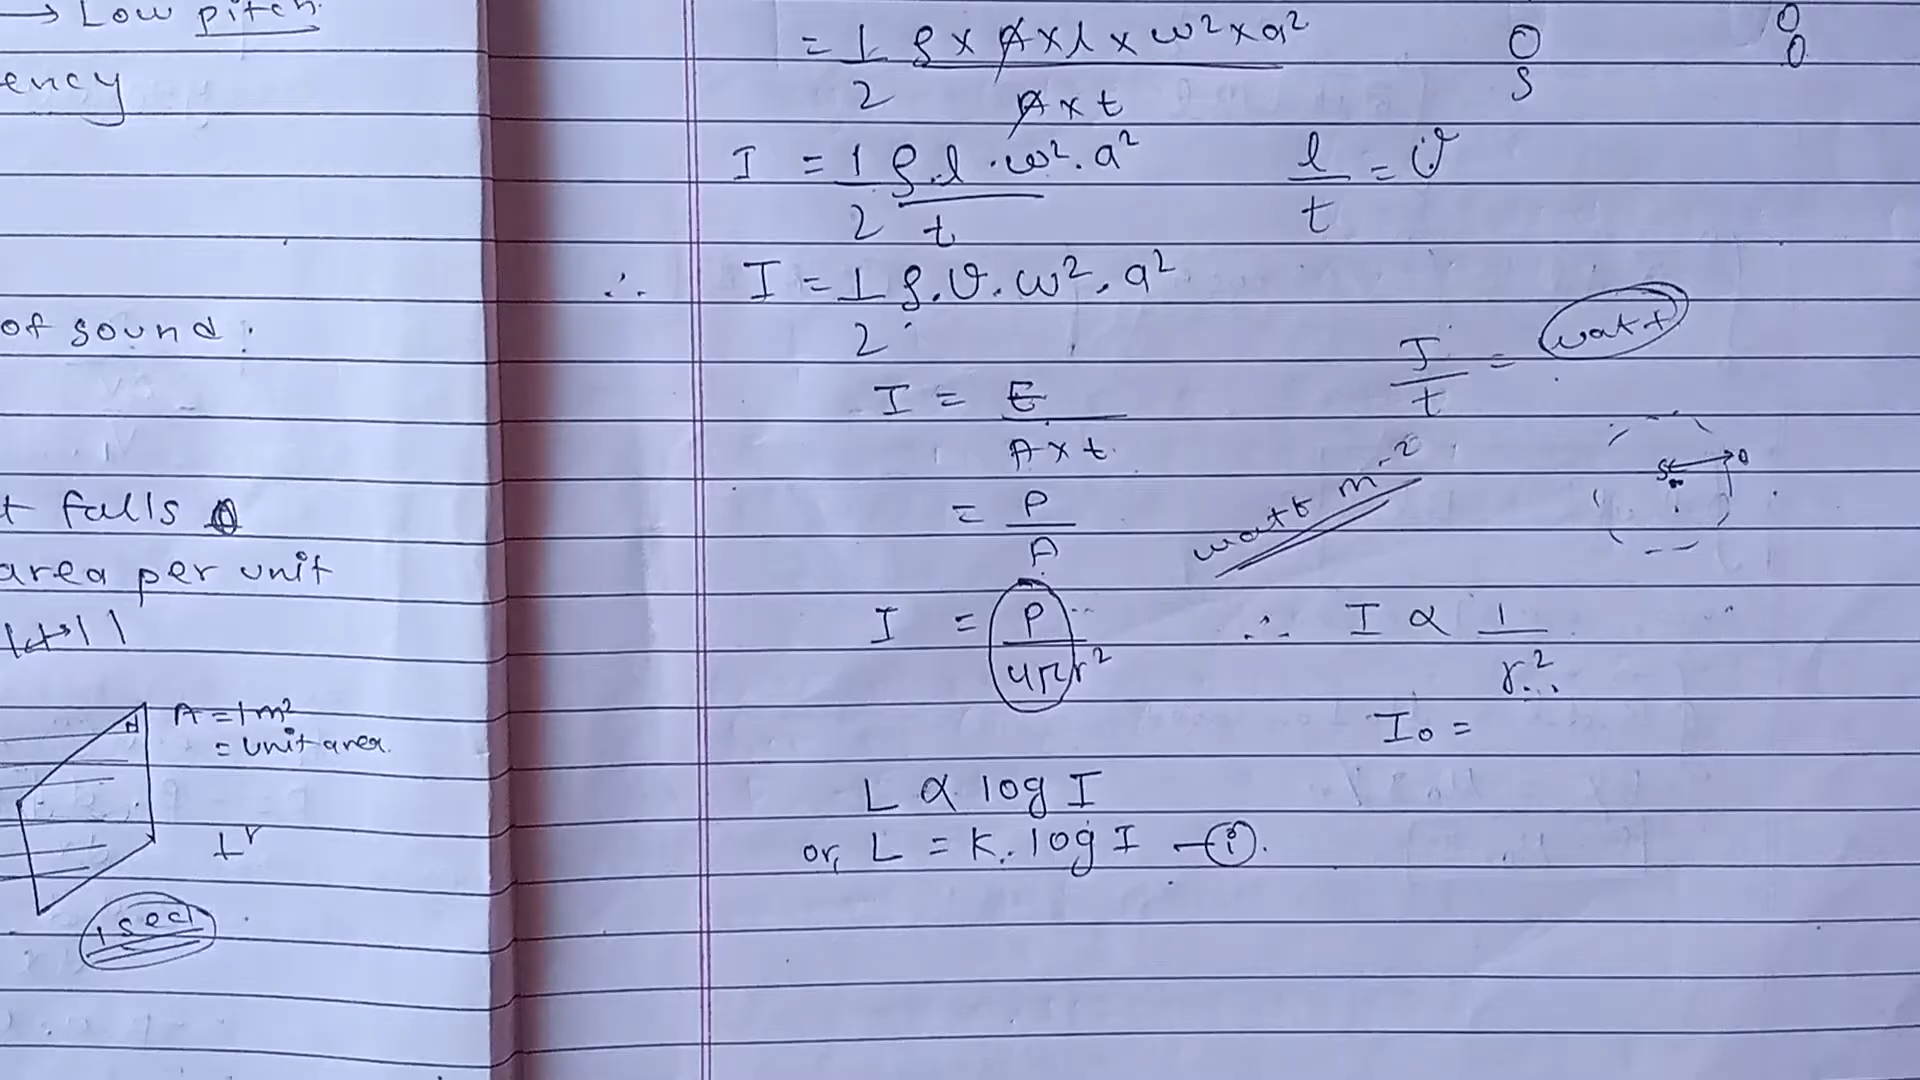 → Low pitch
ency
of sound:
t falls
area per unit
A = 1m²
= unit area.
1 sec
= 1/2 ρ × A × l × ω² × a² / A × t
I = 1/2 ρ.l.ω².a² / t
l/t = v
∴ I = 1/2 ρ.v.ω².a²
J/t = watt
I = E / A × t
= P/A
watt m⁻²
I = P/4πr² ∴ I ∝ 1/r²
I₀ =
L ∝ log I
or, L = K. log I —(i).
O
S
O
O
S O